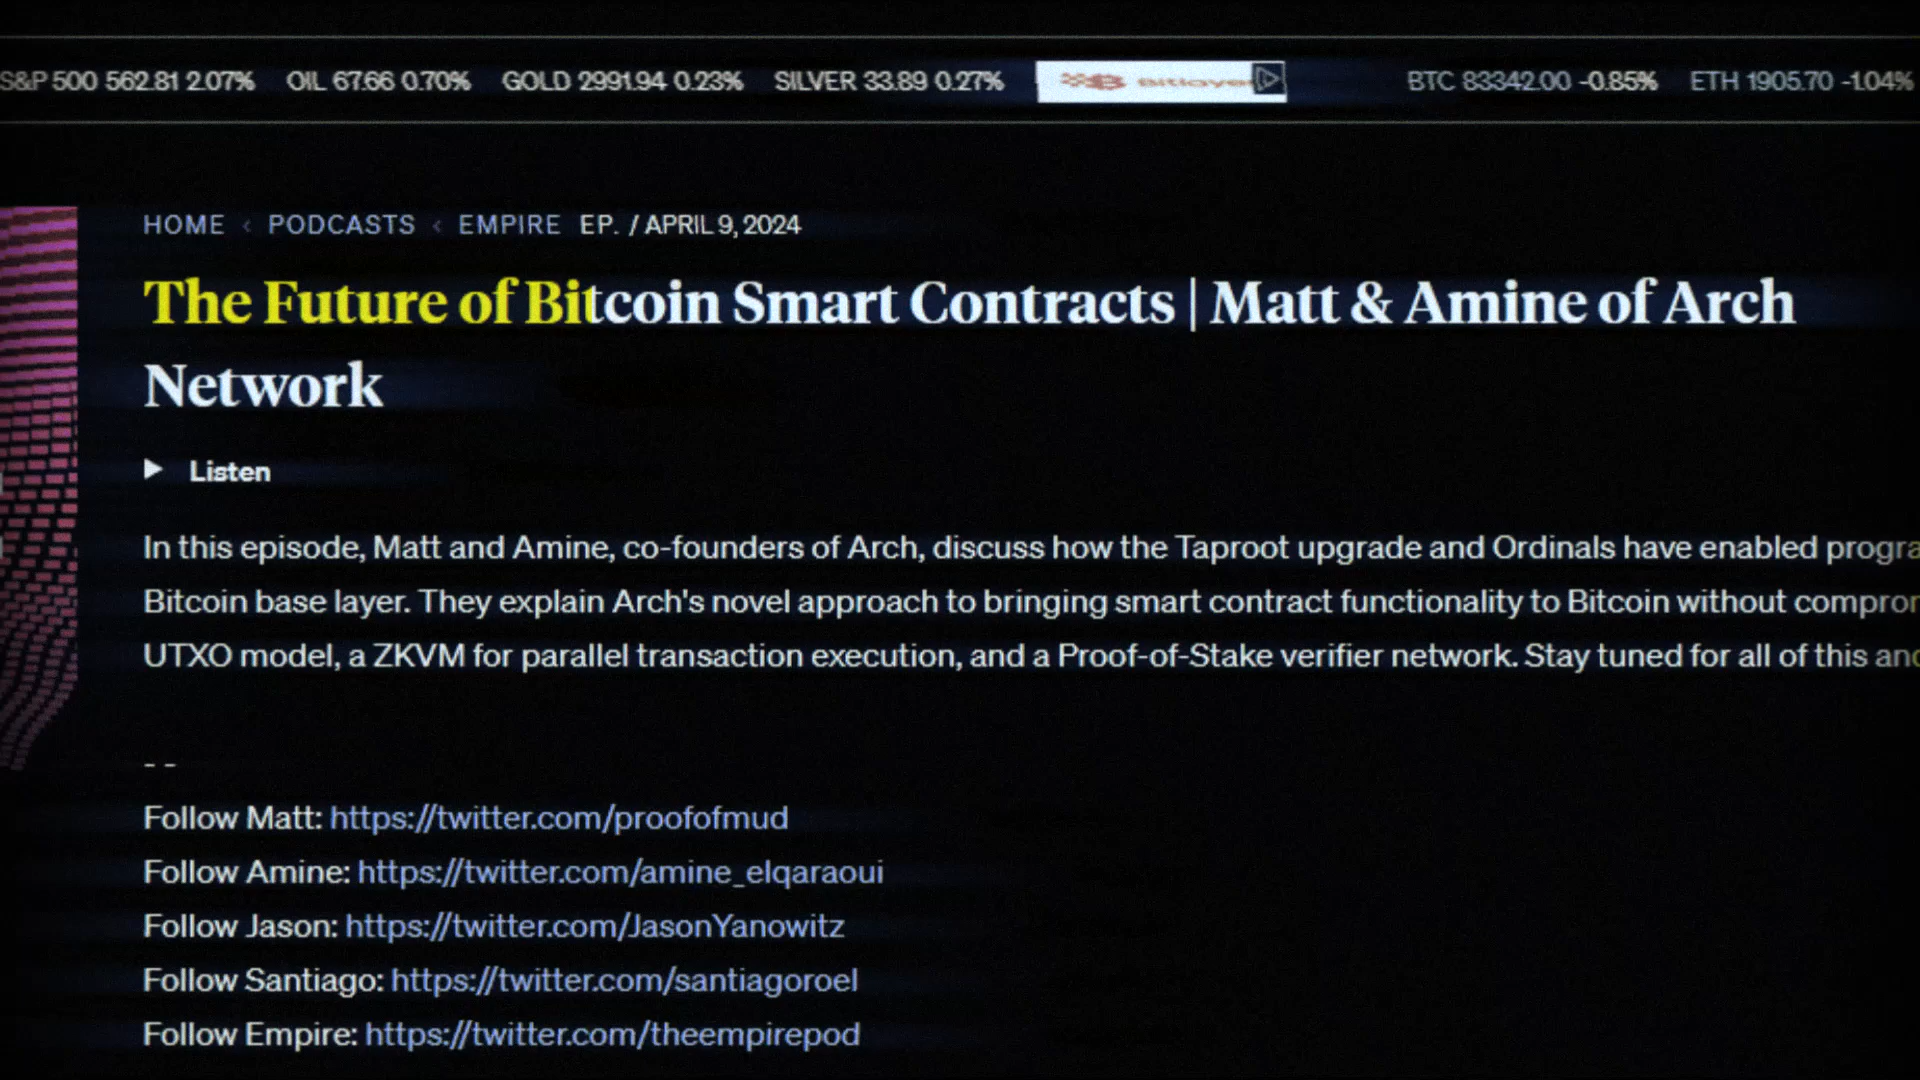 S&P 500 562.81 2.07% OIL 67.66 0.70% GOLD 2991.94 0.23% SILVER 33.89 0.27% Bitlayer BTC 83342.00 -0.85% ETH 1905.70 -1.04%
HOME < PODCASTS < EMPIRE EP. / APRIL 9, 2024
The Future of Bitcoin Smart Contracts | Matt & Amine of Arch
Network
Listen
In this episode, Matt and Amine, co-founders of Arch, discuss how the Taproot upgrade and Ordinals have enabled progra
Bitcoin base layer. They explain Arch's novel approach to bringing smart contract functionality to Bitcoin without compro
UTXO model, a ZKVM for parallel transaction execution, and a Proof-of-Stake verifier network. Stay tuned for all of this and
--
Follow Matt: https://twitter.com/proofofmud
Follow Amine: https://twitter.com/amine_elqaraoui
Follow Jason: https://twitter.com/JasonYanowitz
Follow Santiago: https://twitter.com/santiagoroel
Follow Empire: https://twitter.com/theempirepod